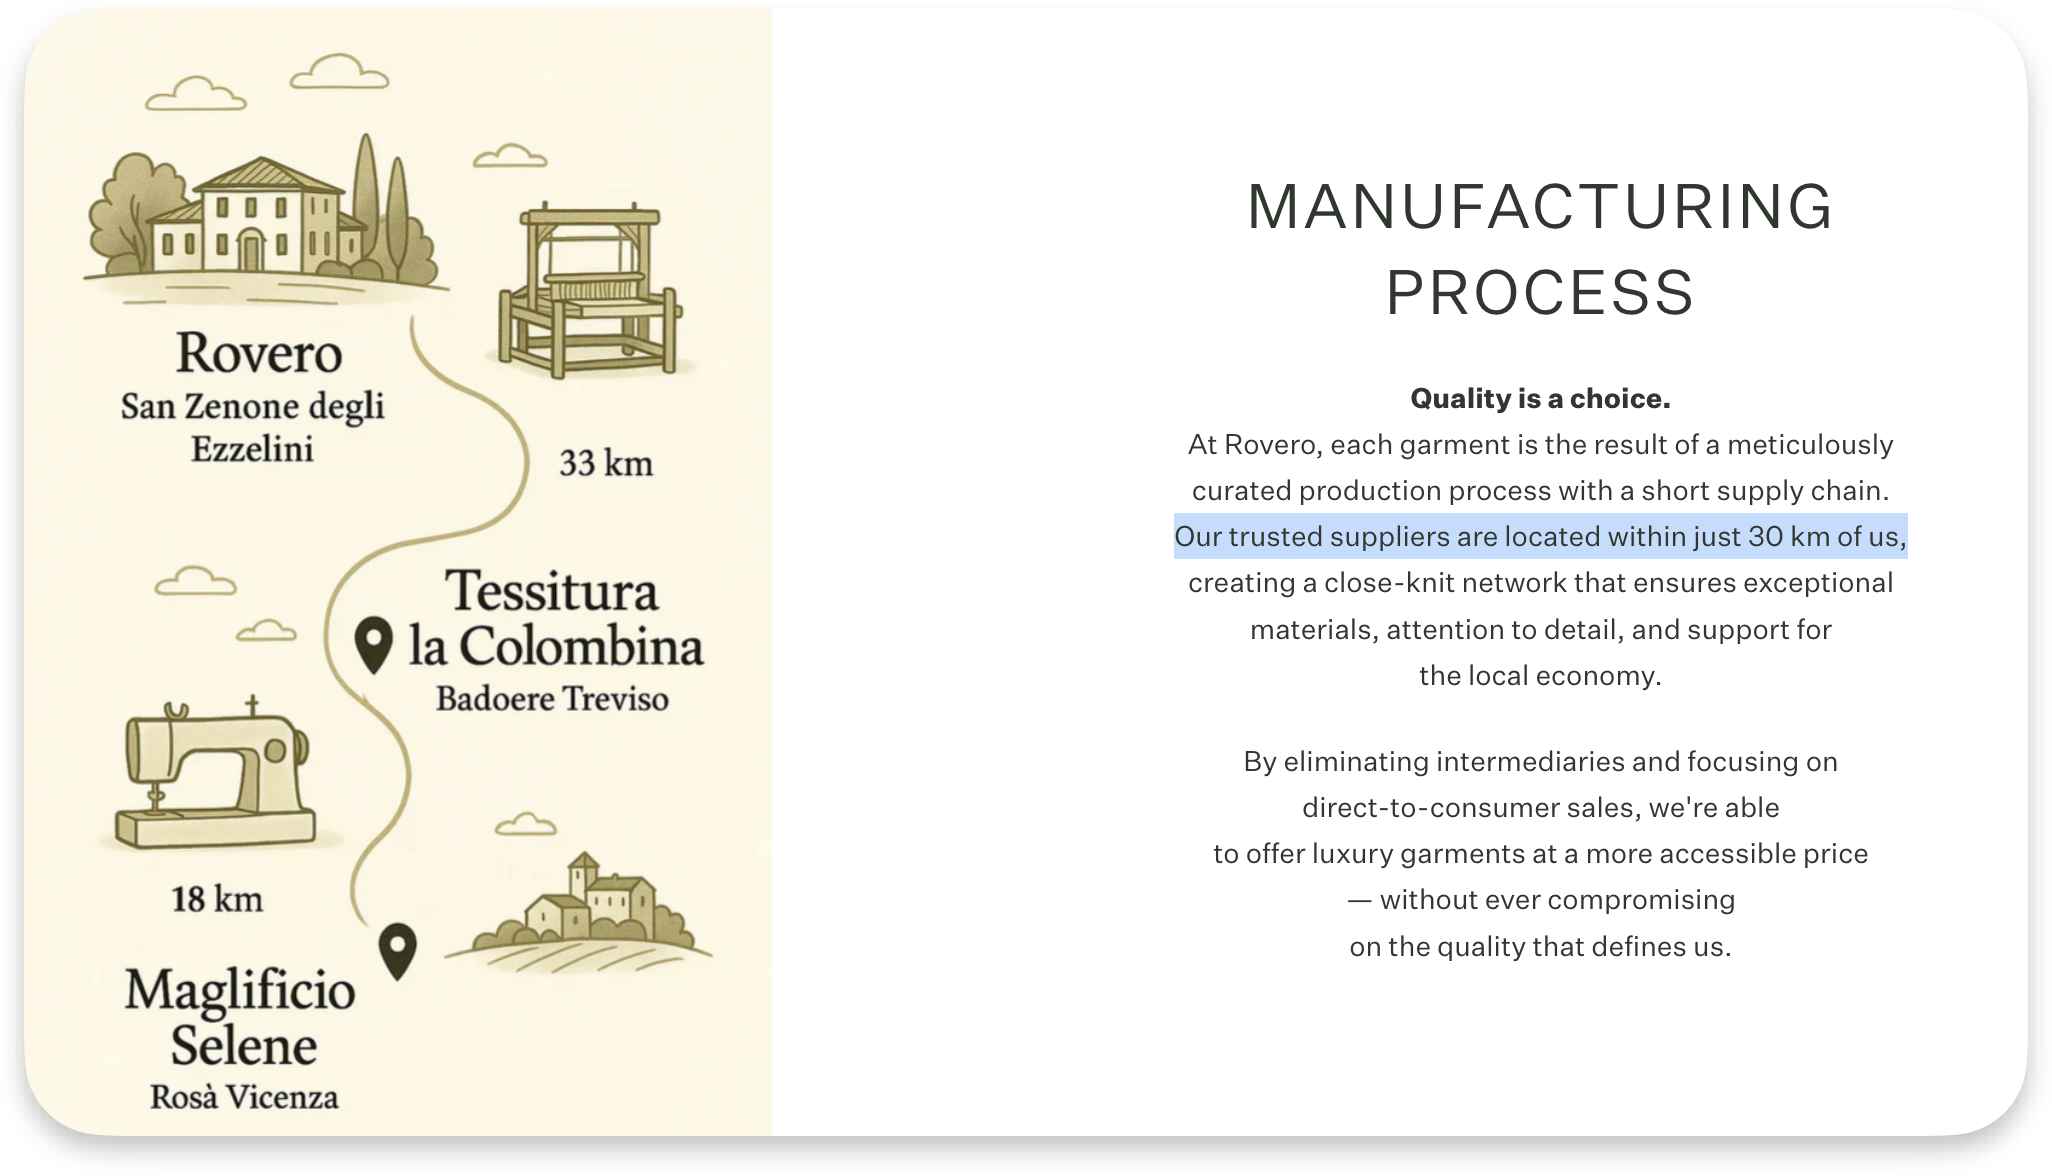 Rovero
San Zenone degli
Ezzelini
33 km
Tessitura
la Colombina
Badoere Treviso
18 km
Maglificio
Selene
Rosà Vicenza
MANUFACTURING
PROCESS
Quality is a choice.
At Rovero, each garment is the result of a meticulously
curated production process with a short supply chain.
Our trusted suppliers are located within just 30 km of us,
creating a close-knit network that ensures exceptional
materials, attention to detail, and support for
the local economy.
By eliminating intermediaries and focusing on
direct-to-consumer sales, we're able
to offer luxury garments at a more accessible price
— without ever compromising
on the quality that defines us.